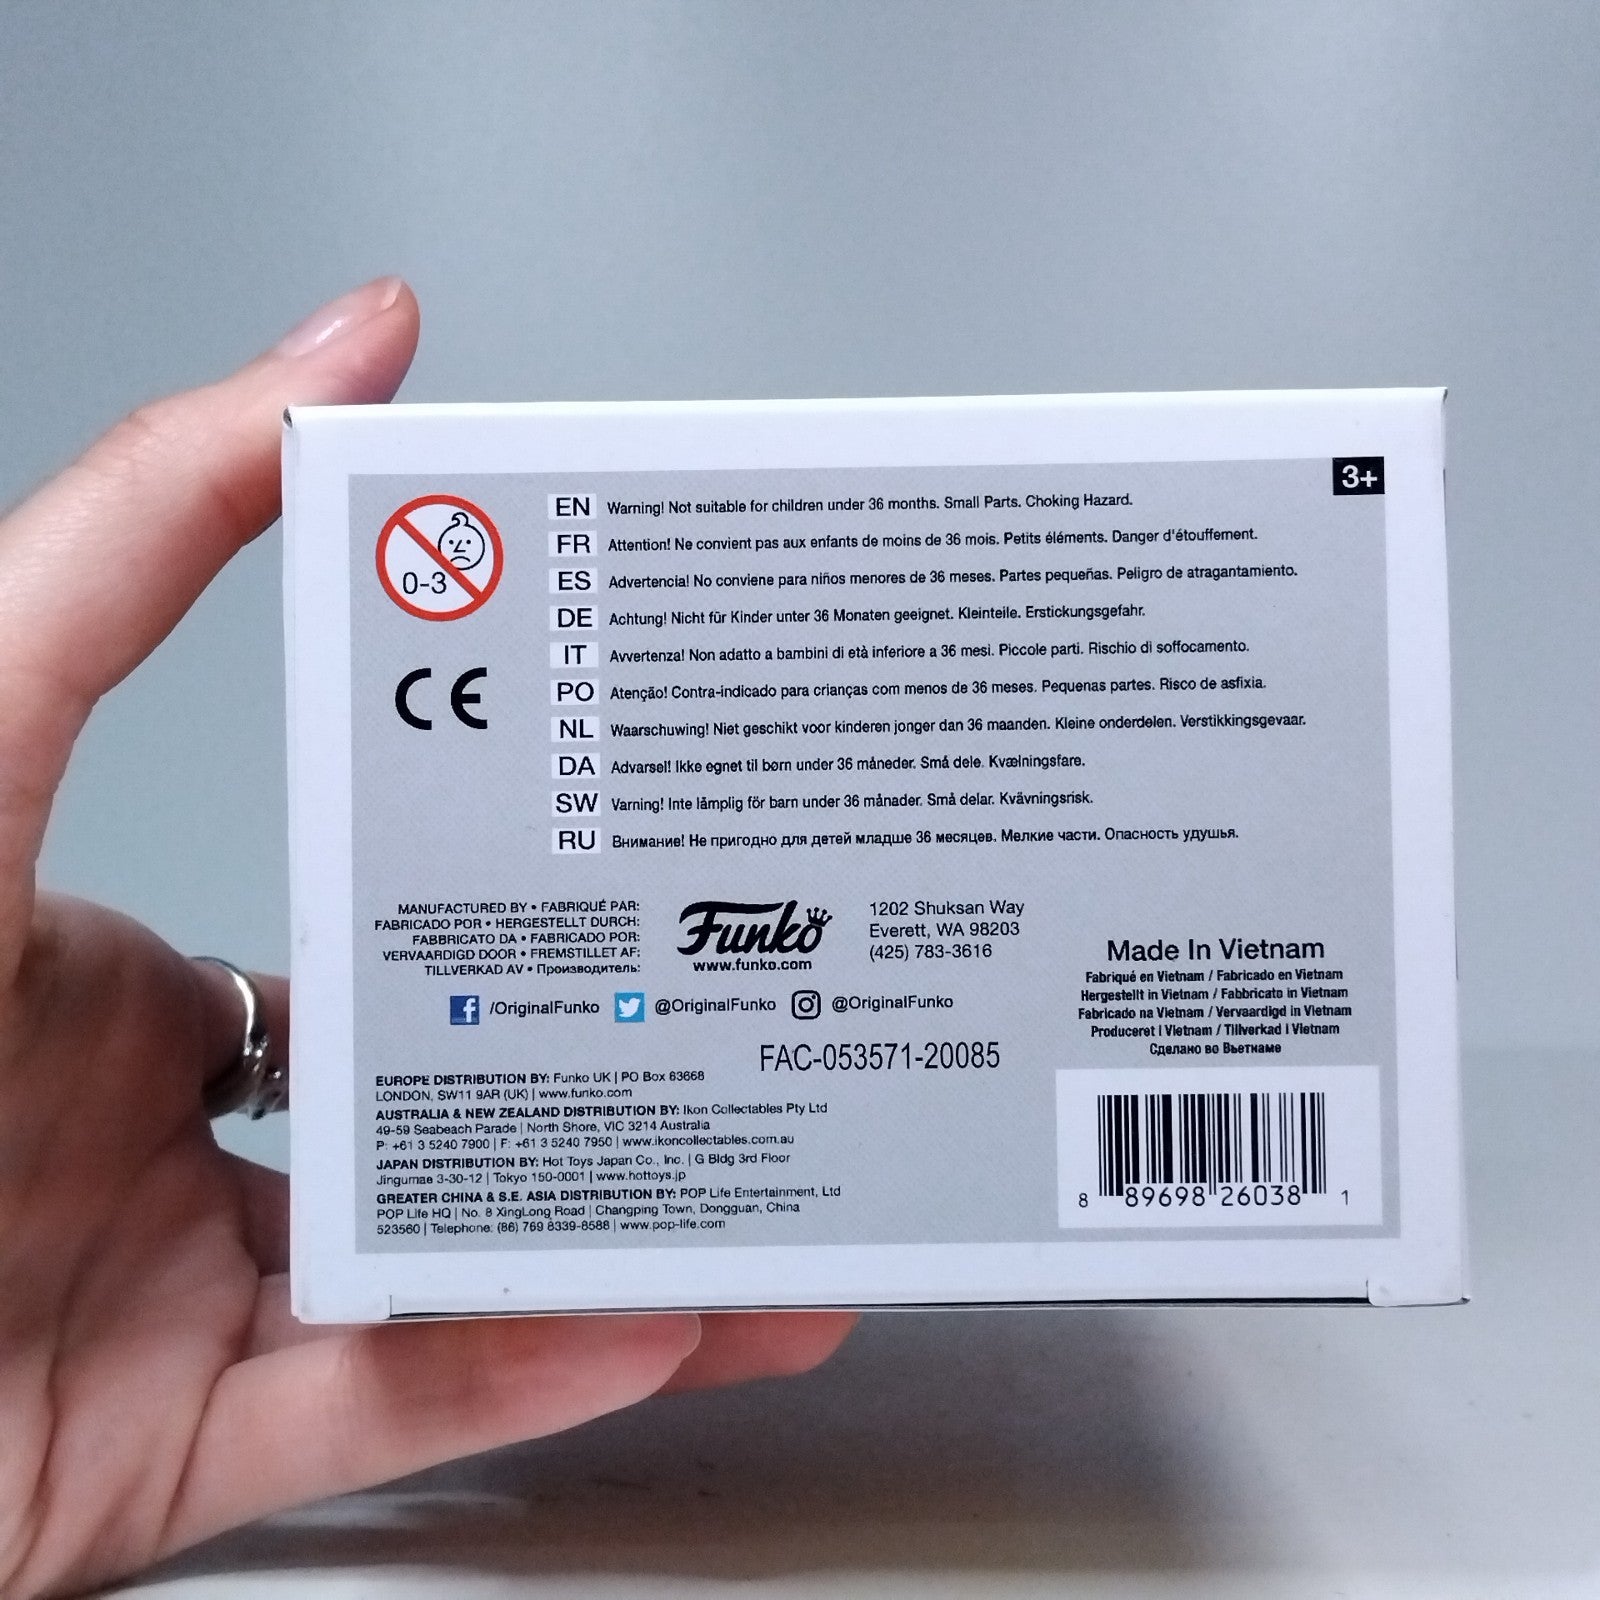 3+
0-3
CE
EN Warning! Not suitable for children under 36 months. Small Parts. Choking Hazard.
FR Attention! Ne convient pas aux enfants de moins de 36 mois. Petits éléments. Danger d'étouffement.
ES Advertencia! No conviene para niños menores de 36 meses. Partes pequeñas. Peligro de atragantamiento.
DE Achtung! Nicht für Kinder unter 36 Monaten geeignet. Kleinteile. Erstickungsgefahr.
IT Avvertenza! Non adatto a bambini di età inferiore a 36 mesi. Piccole parti. Rischio di soffocamento.
PO Atenção! Contra-indicado para crianças com menos de 36 meses. Pequenas partes. Risco de asfixia.
NL Waarschuwing! Niet geschikt voor kinderen jonger dan 36 maanden. Kleine onderdelen. Verstikkingsgevaar.
DA Advarsel! Ikke egnet til børn under 36 måneder. Små dele. Kvælningsfare.
SW Varning! Inte lämplig för barn under 36 månader. Små delar. Kvävningsrisk.
RU Внимание! Не пригодно для детей младше 36 месяцев. Мелкие части. Опасность удушья.
MANUFACTURED BY • FABRIQUÉ PAR:
FABRICADO POR • HERGESTELLT DURCH:
FABBRICATO DA • FABRICADO POR:
VERVAARDIGD DOOR • FREMSTILLET AF:
TILLVERKAD AV • Производитель:
Funko
www.funko.com
1202 Shuksan Way
Everett, WA 98203
(425) 783-3616
/OriginalFunko @OriginalFunko @OriginalFunko
Made In Vietnam
Fabriqué en Vietnam / Fabricado en Vietnam
Hergestellt in Vietnam / Fabbricato in Vietnam
Fabricado na Vietnam / Vervaardigd in Vietnam
Produceret i Vietnam / Tillverkad i Vietnam
Сделано во Вьетнаме
FAC-053571-20085
EUROPE DISTRIBUTION BY: Funko UK | PO Box 63668
LONDON, SW11 9AR (UK) | www.funko.com
AUSTRALIA & NEW ZEALAND DISTRIBUTION BY: Ikon Collectables Pty Ltd
49-59 Seabeach Parade | North Shore, VIC 3214 Australia
P: +61 3 5240 7900 | F: +61 3 5240 7950 | www.ikoncollectables.com.au
JAPAN DISTRIBUTION BY: Hot Toys Japan Co., Inc. | G Bldg 3rd Floor
Jingumae 3-30-12 | Tokyo 150-0001 | www.hottoys.jp
GREATER CHINA & S.E. ASIA DISTRIBUTION BY: POP Life Entertainment, Ltd
POP Life HQ | No. 8 XingLong Road | Changping Town, Dongguan, China
523560 | Telephone: (86) 769 8339-8588 | www.pop-life.com
8 89698 26038 1